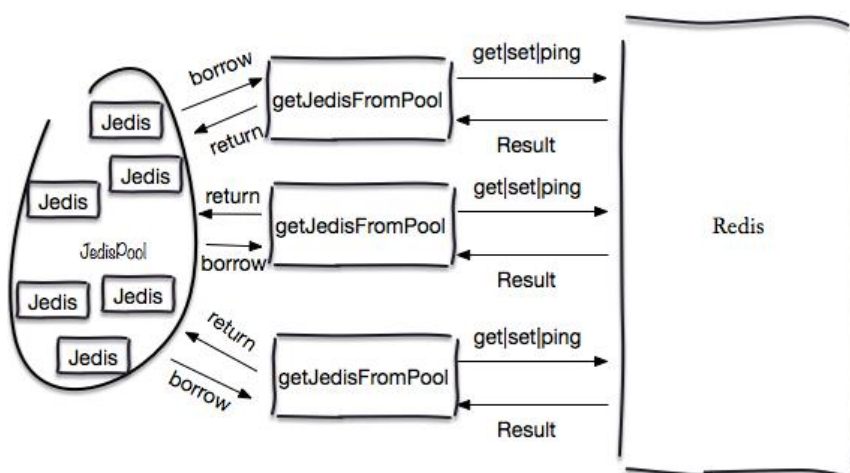 borrow
getJedisFromPool
return
get|set|ping
Result
Jedis
Jedis
Jedis
JedisPool
Jedis
Jedis
Jedis
return
borrow
getJedisFromPool
get|set|ping
Result
Redis
return
borrow
getJedisFromPool
get|set|ping
Result